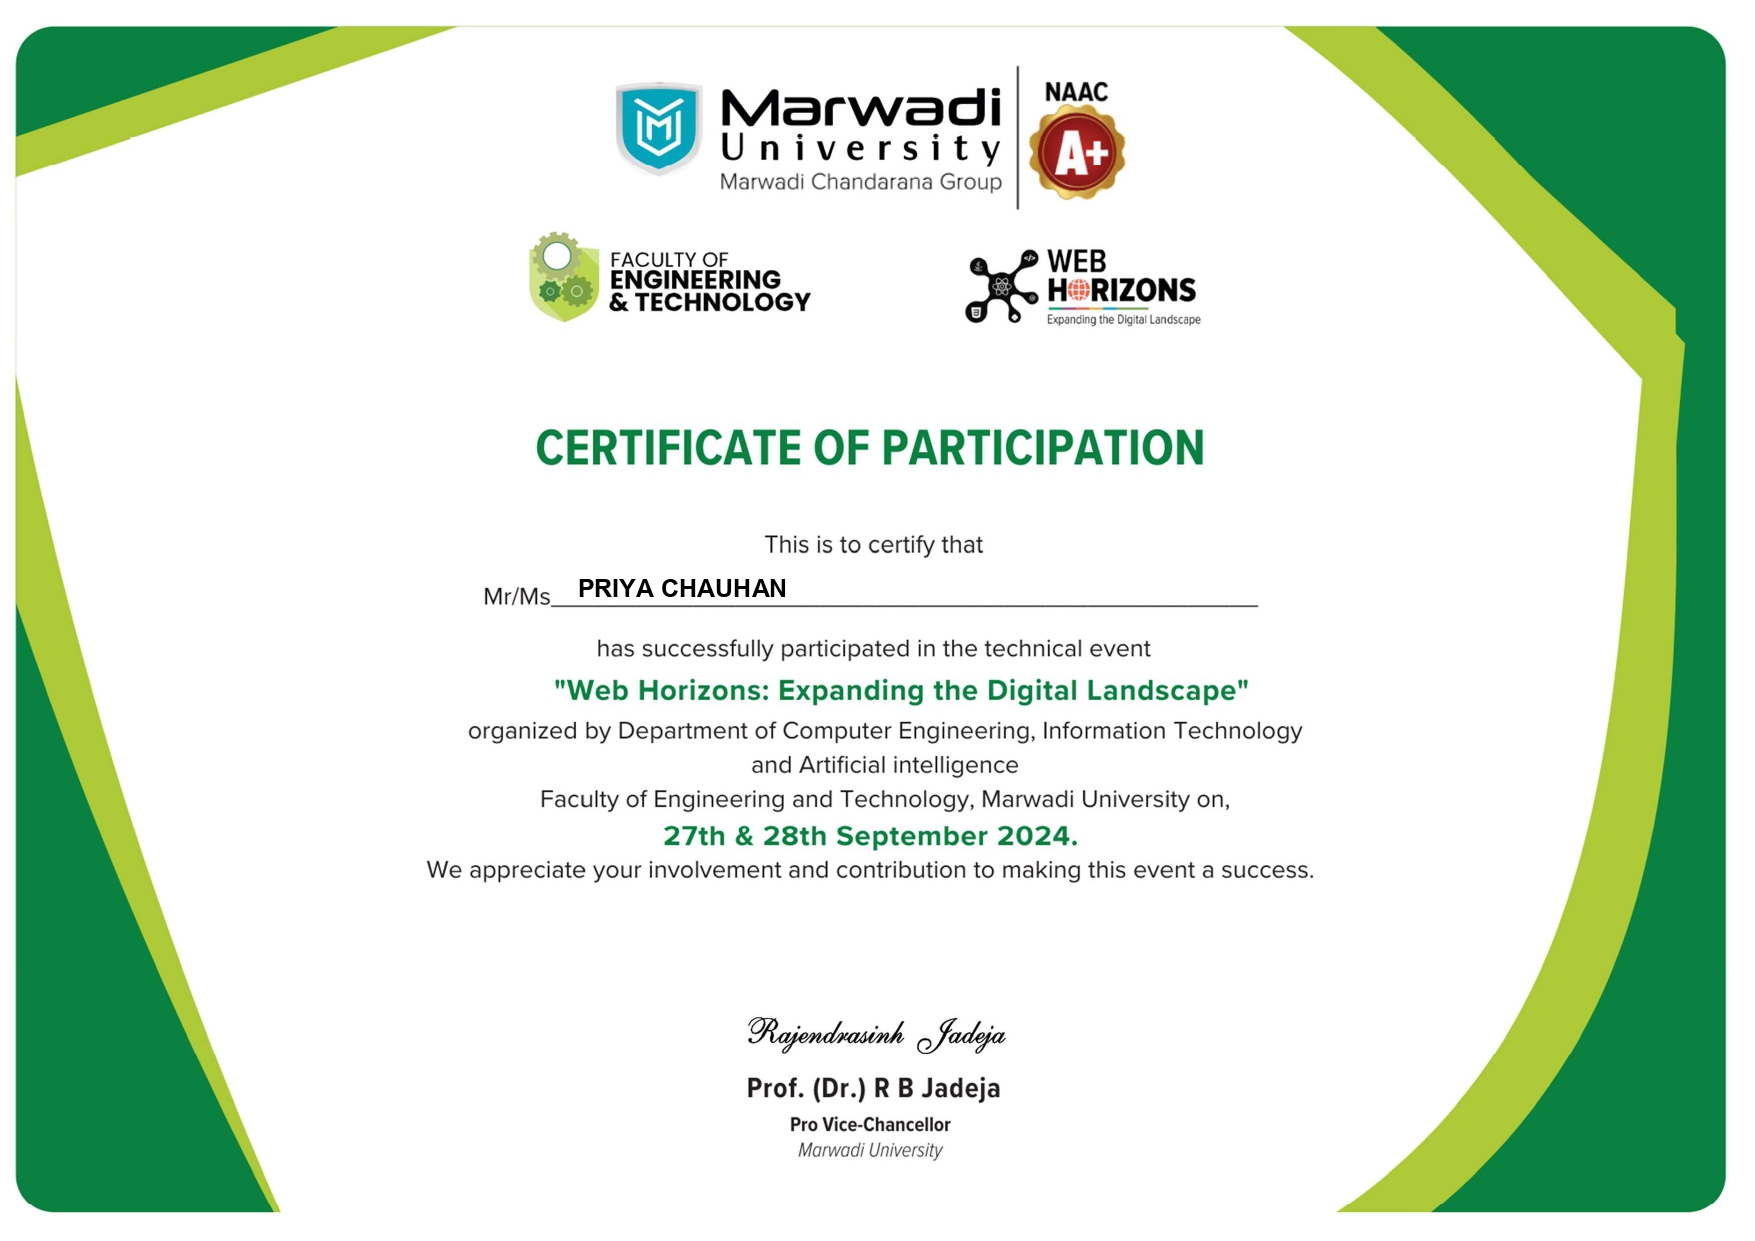 Marwadi
University
Marwadi Chandarana Group
NAAC
A+
FACULTY OF
ENGINEERING
& TECHNOLOGY
WEB
HORIZONS
Expanding the Digital Landscape
CERTIFICATE OF PARTICIPATION
This is to certify that
Mr/Ms PRIYA CHAUHAN
has successfully participated in the technical event
"Web Horizons: Expanding the Digital Landscape"
organized by Department of Computer Engineering, Information Technology
and Artificial intelligence
Faculty of Engineering and Technology, Marwadi University on,
27th & 28th September 2024.
We appreciate your involvement and contribution to making this event a success.
Rajendrasinh Jadeja
Prof. (Dr.) R B Jadeja
Pro Vice-Chancellor
Marwadi University